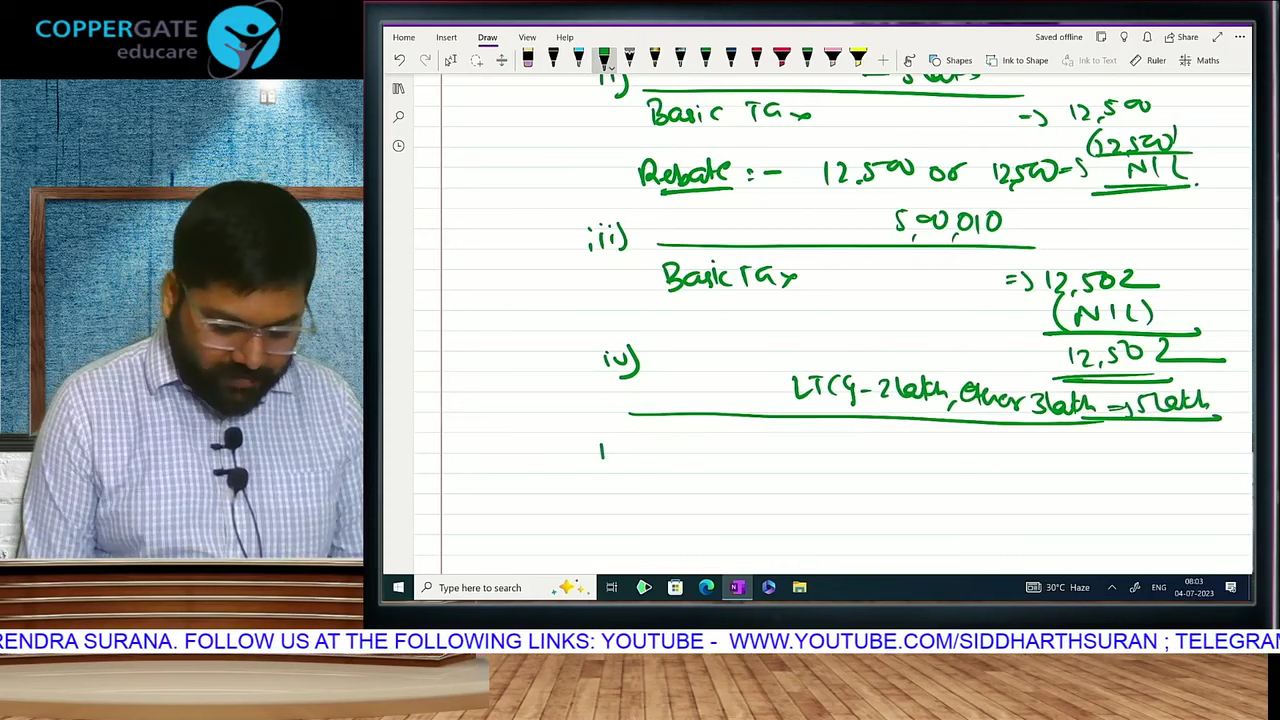 COPPERGATE
educare
Home Insert Draw View Help
Saved offline Share
Shapes Ink to Shape Ink to Text Ruler Maths
ii)
Basic Tax => 12,500
(12,500)
Rebate :- 12,500 or 12,500 => NIL
iii) 5,00,010
Basic Tax => 12,502
(NIL)
12,502
iv)
LTCG - 2 lakh, Other 3 lakh => 5 lakh
Type here to search
30°C Haze ENG 08:03
04-07-2023
RENDRA SURANA. FOLLOW US AT THE FOLLOWING LINKS: YOUTUBE - WWW.YOUTUBE.COM/SIDDHARTHSURAN ; TELEGRAN